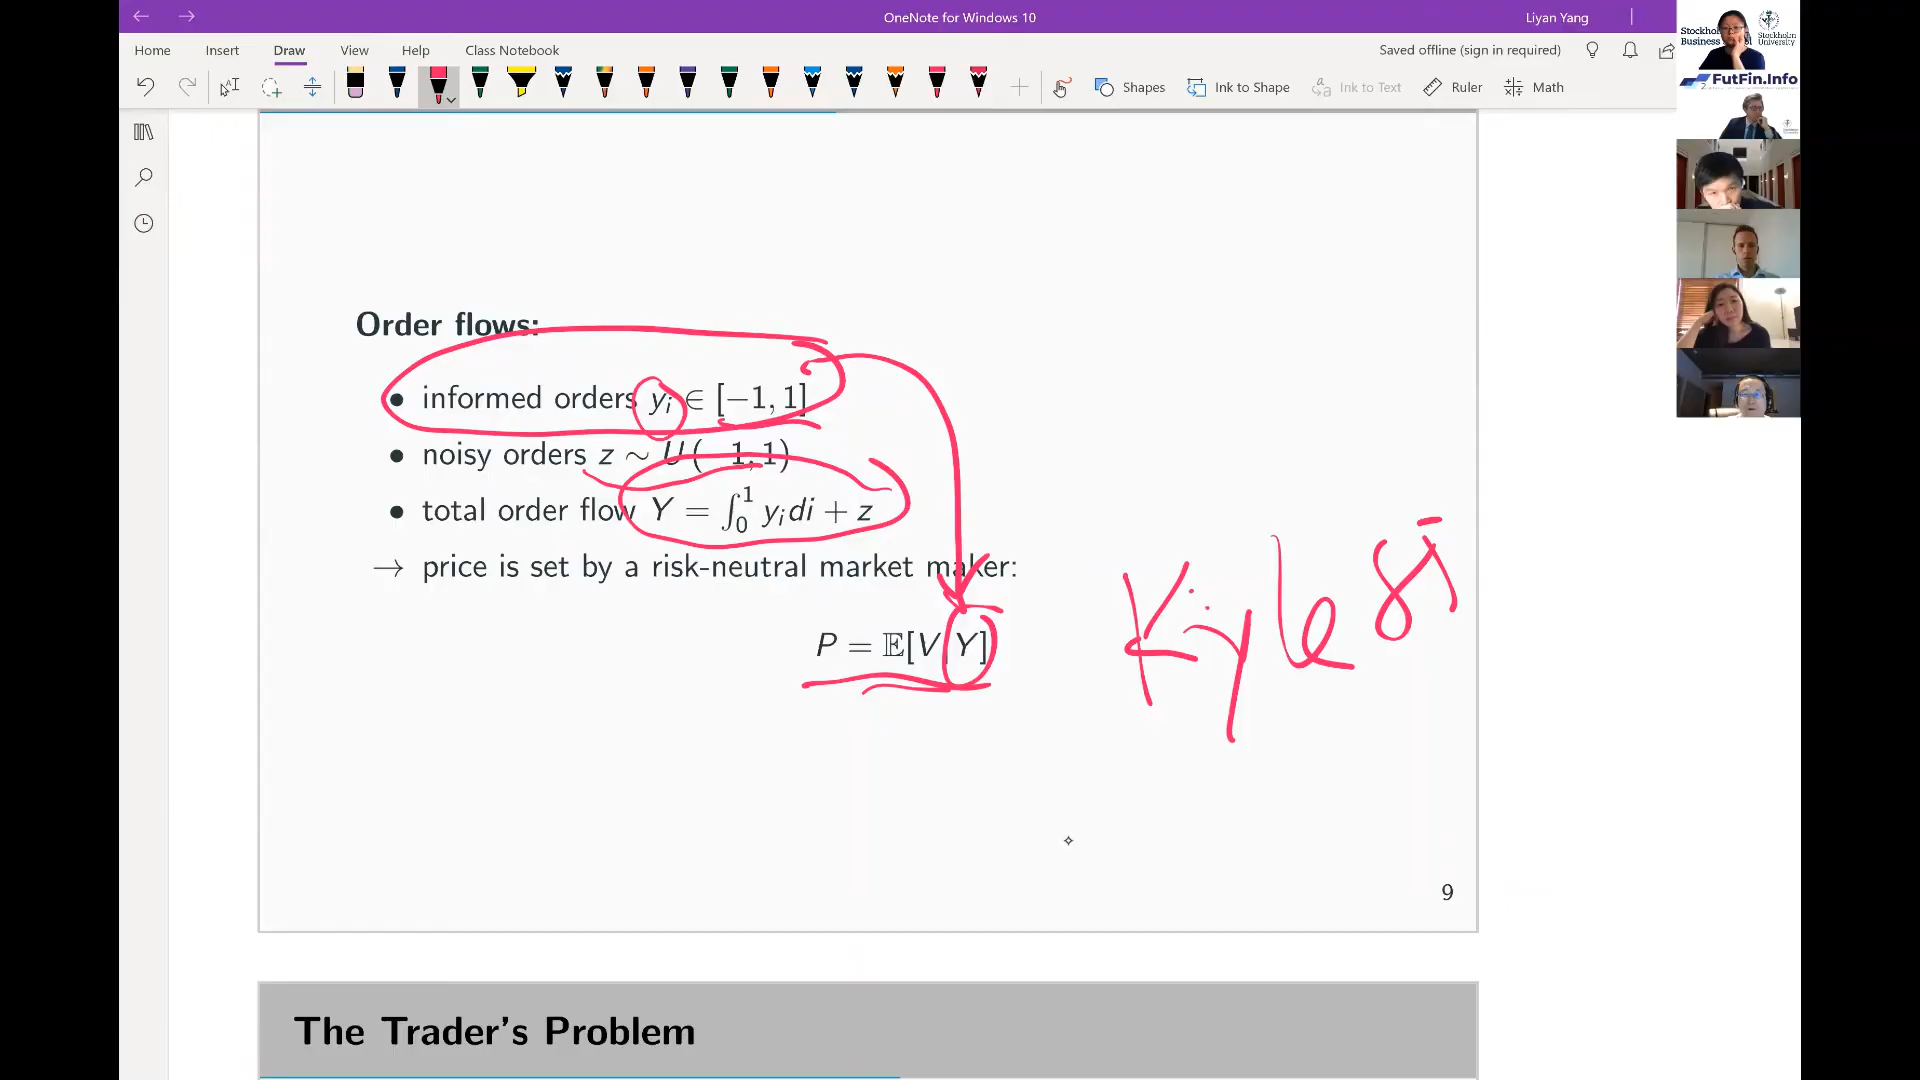 OneNote for Windows 10
Liyan Yang
Home Insert Draw View Help Class Notebook
Saved offline (sign in required)
Shapes Ink to Shape Ink to Text Ruler Math
Stockholm
University
FutFin.Info
Order flows:
• informed orders yᵢ ∈ [−1, 1]
• noisy orders z ∼ U(−1, 1)
• total order flow Y = ∫₀¹ yᵢdi + z
→ price is set by a risk-neutral market maker:
P = 𝔼[V|Y]
Kyle
9
The Trader's Problem